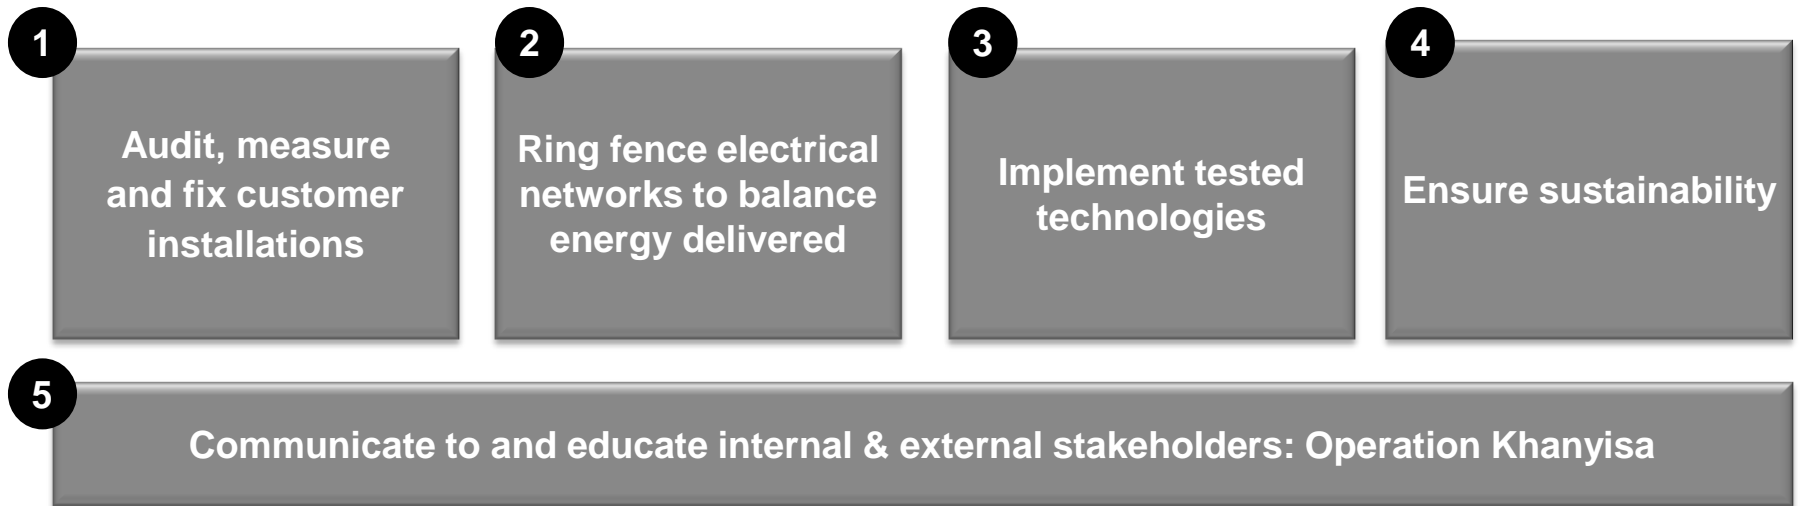 1
Audit, measure
and fix customer
installations
2
Ring fence electrical
networks to balance
energy delivered
3
Implement tested
technologies
4
Ensure sustainability
5
Communicate to and educate internal & external stakeholders: Operation Khanyisa